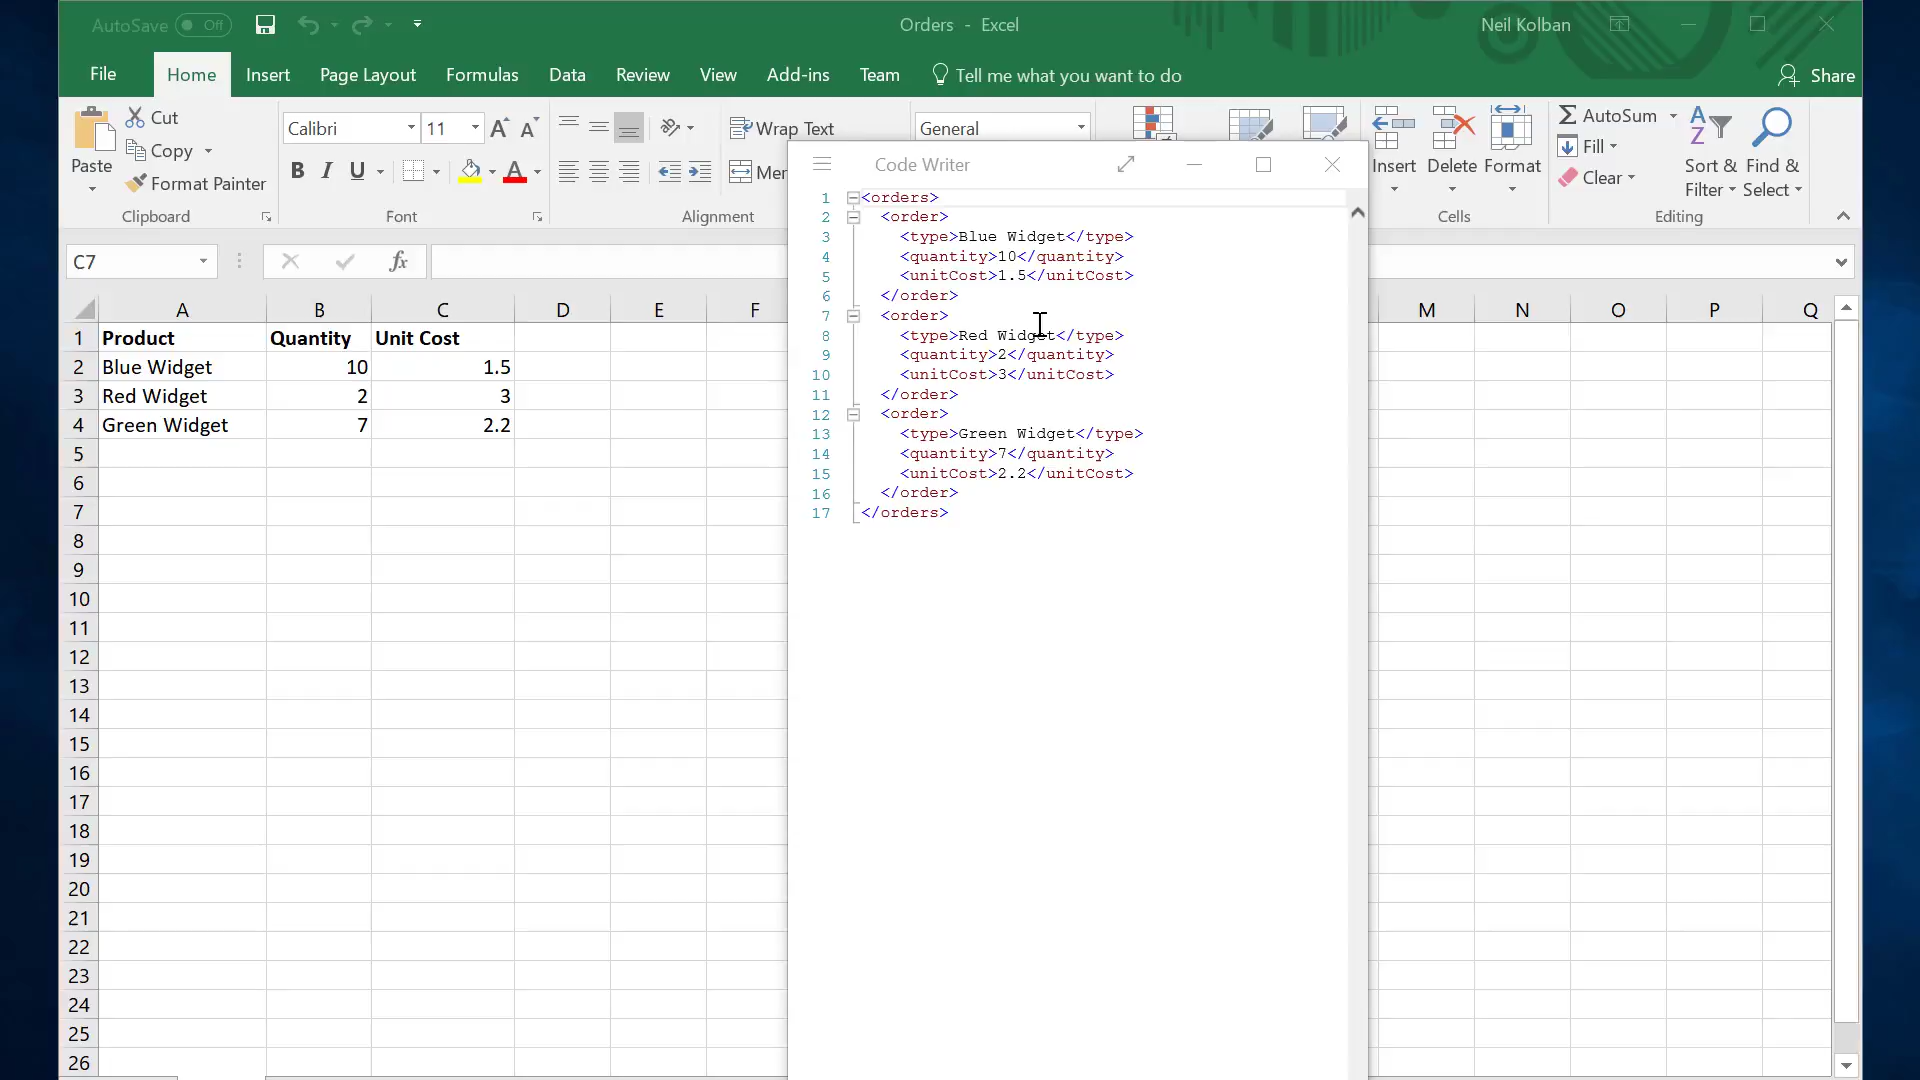 AutoSave Off
Orders - Excel
Neil Kolban
File Home Insert Page Layout Formulas Data Review View Add-ins Team Tell me what you want to do Share
Paste
Cut
Copy
Format Painter
Clipboard
Calibri 11
B I U
Font
Wrap Text
Mer
Alignment
General
Insert Delete Format
Cells
AutoSum
Fill
Clear
Sort & Filter
Find & Select
Editing
C7 fx
A B C D E F M N O P Q
1 Product Quantity Unit Cost
2 Blue Widget 10 1.5
3 Red Widget 2 3
4 Green Widget 7 2.2
5
6
7
8
9
10
11
12
13
14
15
16
17
18
19
20
21
22
23
24
25
26
Code Writer
1 <orders>
2 <order>
3 <type>Blue Widget</type>
4 <quantity>10</quantity>
5 <unitCost>1.5</unitCost>
6 </order>
7 <order>
8 <type>Red Widget</type>
9 <quantity>2</quantity>
10 <unitCost>3</unitCost>
11 </order>
12 <order>
13 <type>Green Widget</type>
14 <quantity>7</quantity>
15 <unitCost>2.2</unitCost>
16 </order>
17 </orders>